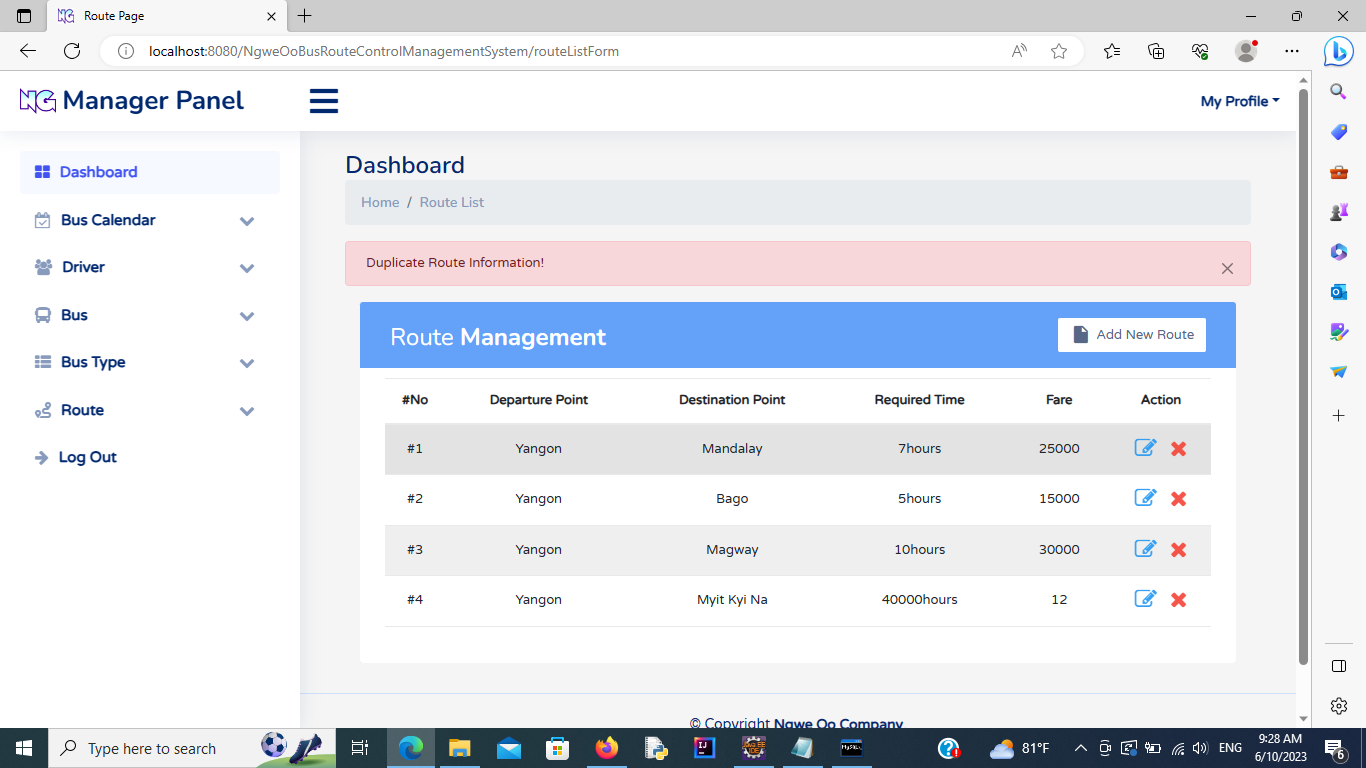 Route Page
localhost:8080/NgweOoBusRouteControlManagementSystem/routeListForm
NG Manager Panel
My Profile
Dashboard
Bus Calendar
Driver
Bus
Bus Type
Route
Log Out
Dashboard
Home / Route List
Duplicate Route Information!
Route Management
Add New Route
#No Departure Point Destination Point Required Time Fare Action
#1 Yangon Mandalay 7hours 25000
#2 Yangon Bago 5hours 15000
#3 Yangon Magway 10hours 30000
#4 Yangon Myit Kyi Na 40000hours 12
© Copyright Ngwe Oo Company
Type here to search
81°F
ENG
9:28 AM
6/10/2023
6